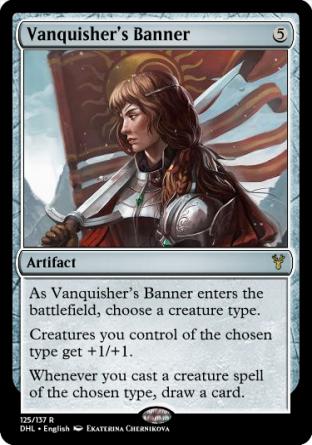 Vanquisher's Banner 5
Artifact
As Vanquisher's Banner enters the
battlefield, choose a creature type.
Creatures you control of the chosen
type get +1/+1.
Whenever you cast a creature spell
of the chosen type, draw a card.
125/137 R
DHL • English Ekaterina Chernikova